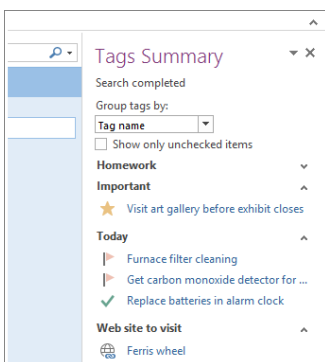 Tags Summary
Search completed
Group tags by:
Tag name
Show only unchecked items
Homework
Important
Visit art gallery before exhibit closes
Today
Furnace filter cleaning
Get carbon monoxide detector for ...
Replace batteries in alarm clock
Web site to visit
Ferris wheel